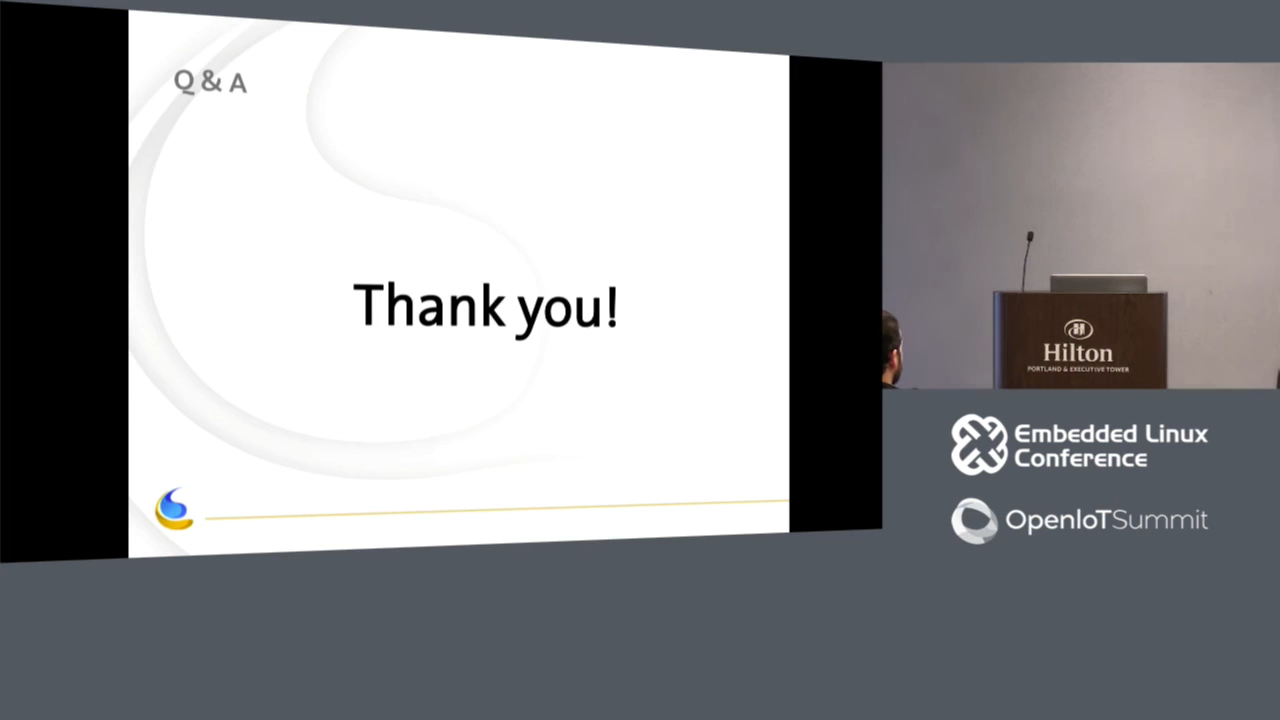 Q & A
Thank you!
Hilton
PORTLAND & EXECUTIVE TOWER
Embedded Linux
Conference
OpenIoTSummit